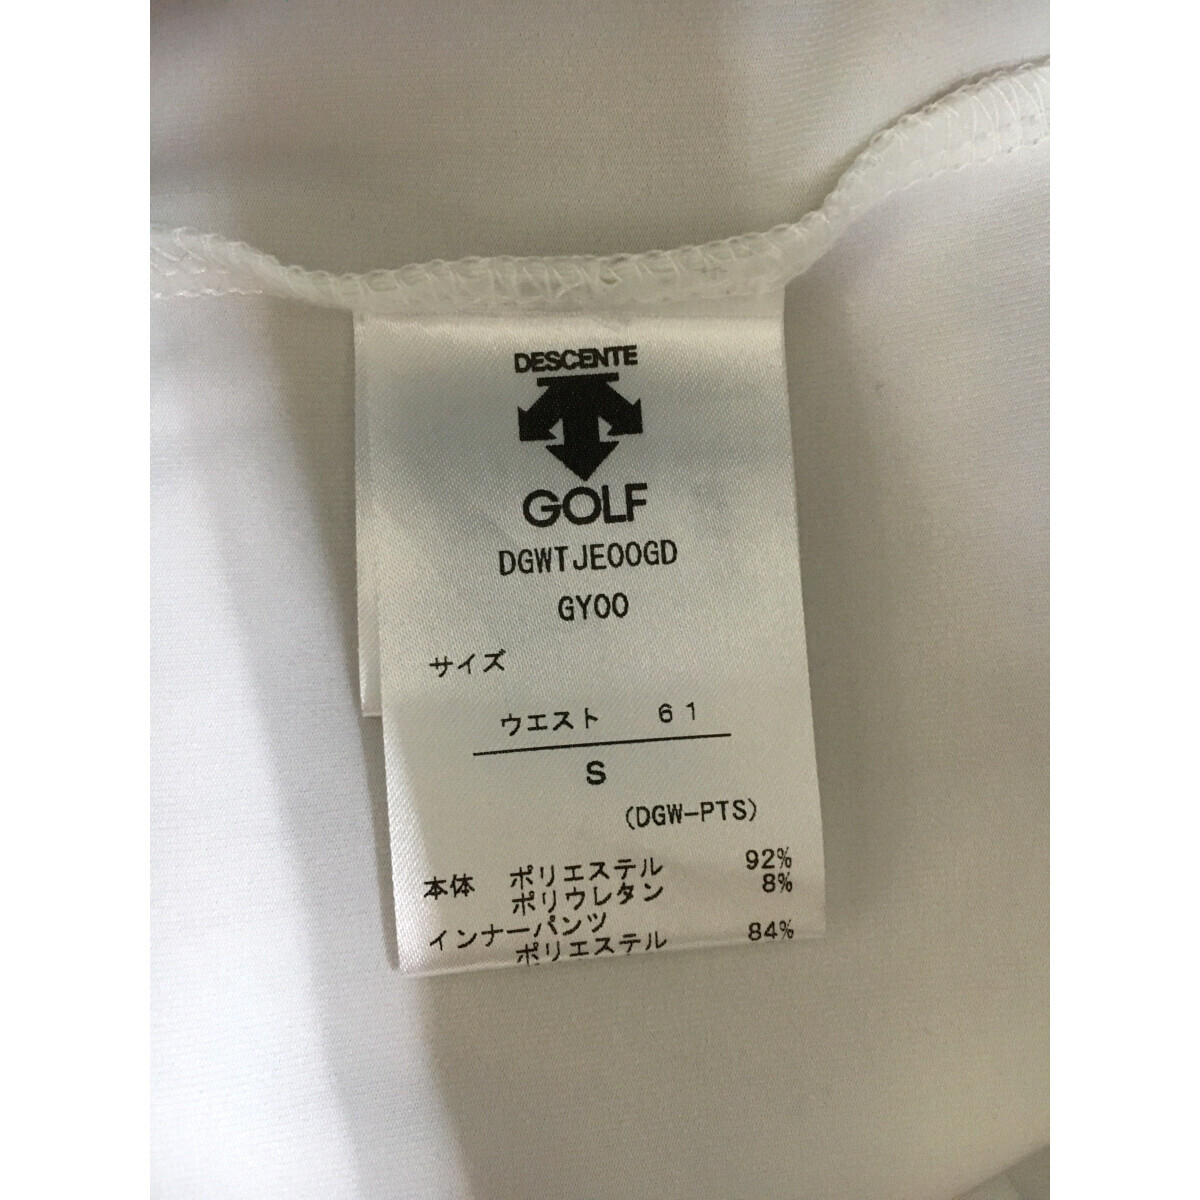 DESCENTE
GOLF
DGWTJE00GD
GY00
サイズ
ウエスト 61
S
(DGW-PTS)
本体 ポリエステル 92%
ポリウレタン 8%
インナーパンツ
ポリエステル 84%